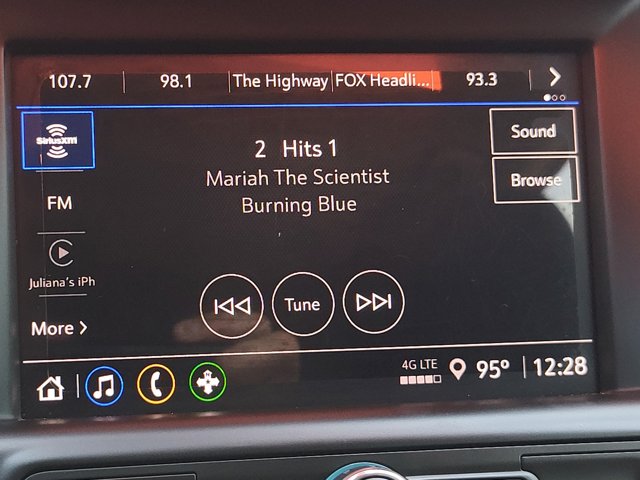 107.7 98.1 The Highway FOX Headli... 93.3
SiriusXM
2 Hits 1
Sound
Mariah The Scientist
Browse
FM
Burning Blue
Juliana's iPh
Tune
More
4G LTE
95° 12:28